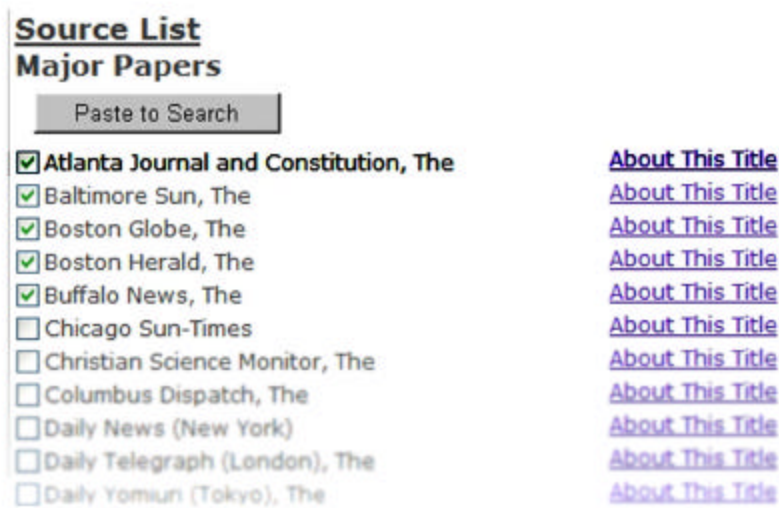 Source List
Major Papers
Paste to Search
Atlanta Journal and Constitution, The About This Title
Baltimore Sun, The About This Title
Boston Globe, The About This Title
Boston Herald, The About This Title
Buffalo News, The About This Title
Chicago Sun-Times About This Title
Christian Science Monitor, The About This Title
Columbus Dispatch, The About This Title
Daily News (New York) About This Title
Daily Telegraph (London), The About This Title
Daily Yomiuri (Tokyo), The About This Title